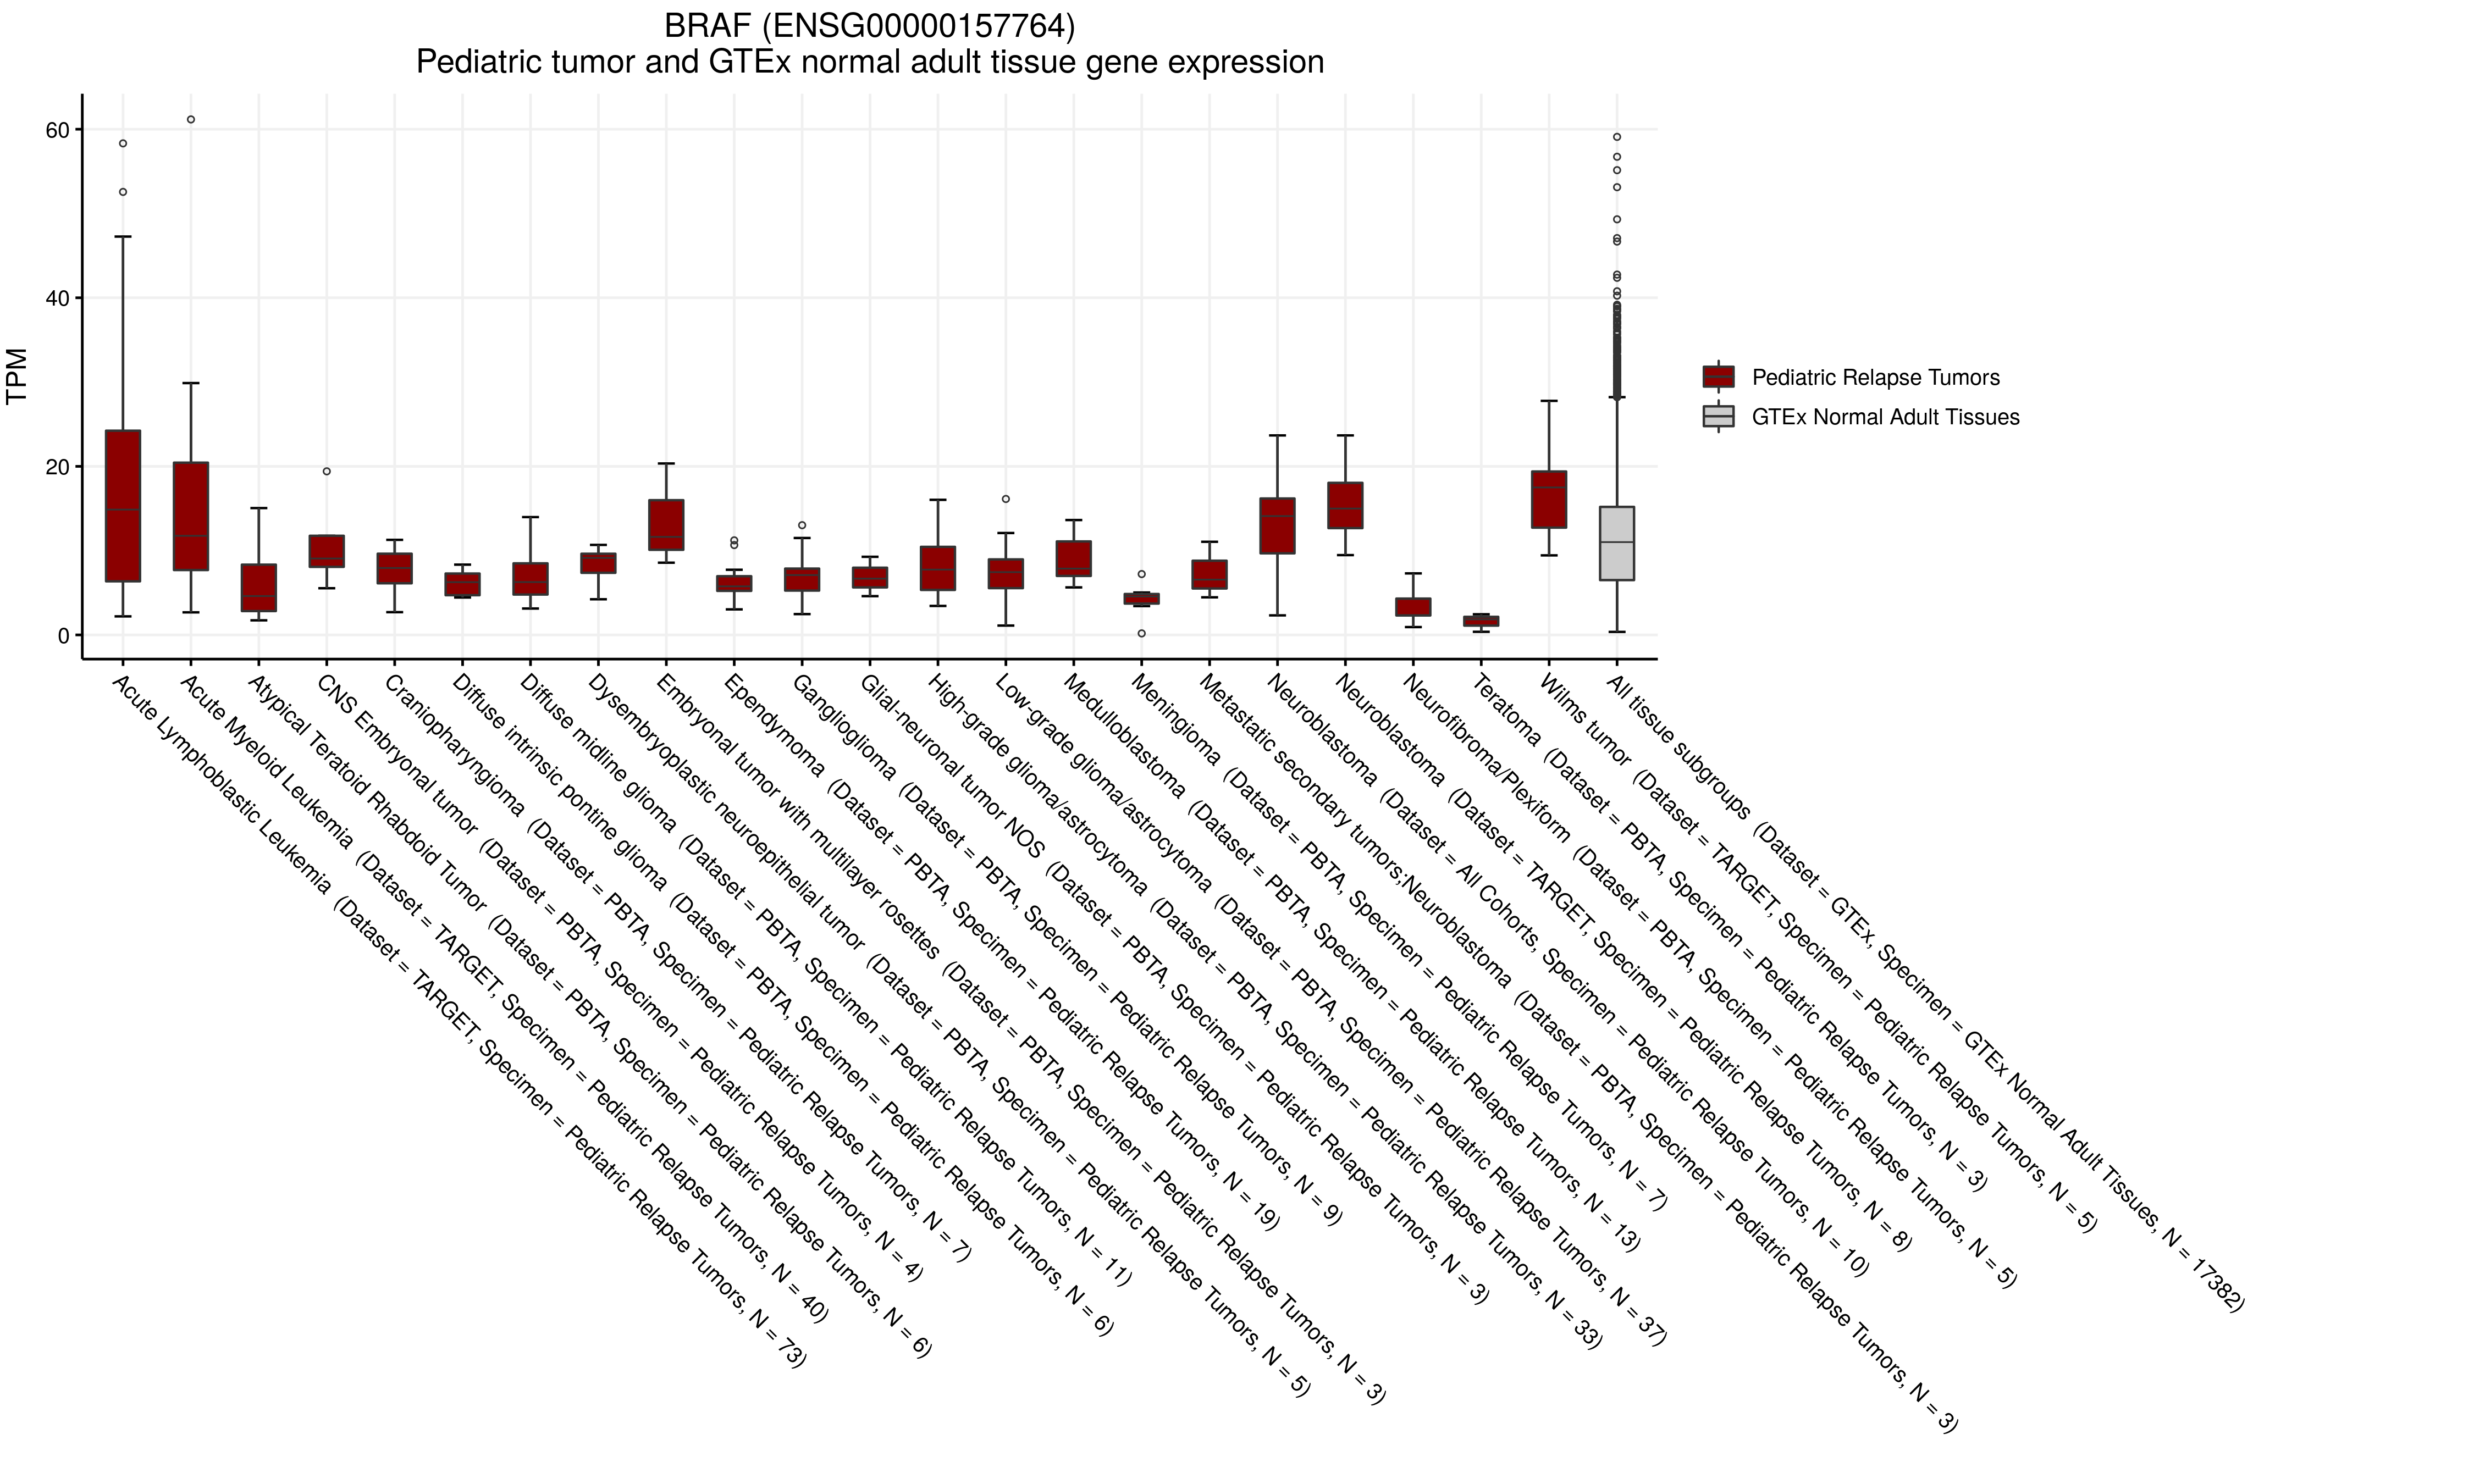 BRAF (ENSG00000157764)
Pediatric tumor and GTEx normal adult tissue gene expression
TPM
60
40
20
0
Pediatric Relapse Tumors
GTEx Normal Adult Tissues
Acute Lymphoblastic Leukemia (Dataset = TARGET, Specimen = Pediatric Relapse Tumors, N = 73)
Acute Myeloid Leukemia (Dataset = TARGET, Specimen = Pediatric Relapse Tumors, N = 40)
Atypical Teratoid Rhabdoid Tumor (Dataset = PBTA, Specimen = Pediatric Relapse Tumors, N = 6)
CNS Embryonal tumor (Dataset = PBTA, Specimen = Pediatric Relapse Tumors, N = 4)
Craniopharyngioma (Dataset = PBTA, Specimen = Pediatric Relapse Tumors, N = 7)
Diffuse intrinsic pontine glioma (Dataset = PBTA, Specimen = Pediatric Relapse Tumors, N = 6)
Diffuse midline glioma (Dataset = PBTA, Specimen = Pediatric Relapse Tumors, N = 11)
Dysembryoplastic neuroepithelial tumor (Dataset = PBTA, Specimen = Pediatric Relapse Tumors, N = 5)
Embryonal tumor with multilayer rosettes (Dataset = PBTA, Specimen = Pediatric Relapse Tumors, N = 3)
Ependymoma (Dataset = PBTA, Specimen = Pediatric Relapse Tumors, N = 19)
Ganglioglioma (Dataset = PBTA, Specimen = Pediatric Relapse Tumors, N = 9)
Glial-neuronal tumor NOS (Dataset = PBTA, Specimen = Pediatric Relapse Tumors, N = 3)
High-grade glioma/astrocytoma (Dataset = PBTA, Specimen = Pediatric Relapse Tumors, N = 33)
Low-grade glioma/astrocytoma (Dataset = PBTA, Specimen = Pediatric Relapse Tumors, N = 37)
Medulloblastoma (Dataset = PBTA, Specimen = Pediatric Relapse Tumors, N = 13)
Meningioma (Dataset = PBTA, Specimen = Pediatric Relapse Tumors, N = 7)
Metastatic secondary tumors;Neuroblastoma (Dataset = PBTA, Specimen = Pediatric Relapse Tumors, N = 3)
Neuroblastoma (Dataset = All Cohorts, Specimen = Pediatric Relapse Tumors, N = 10)
Neuroblastoma (Dataset = TARGET, Specimen = Pediatric Relapse Tumors, N = 8)
Neurofibroma/Plexiform (Dataset = PBTA, Specimen = Pediatric Relapse Tumors, N = 5)
Teratoma (Dataset = PBTA, Specimen = Pediatric Relapse Tumors, N = 3)
Wilms tumor (Dataset = TARGET, Specimen = Pediatric Relapse Tumors, N = 5)
All tissue subgroups (Dataset = GTEx, Specimen = GTEx Normal Adult Tissues, N = 17382)